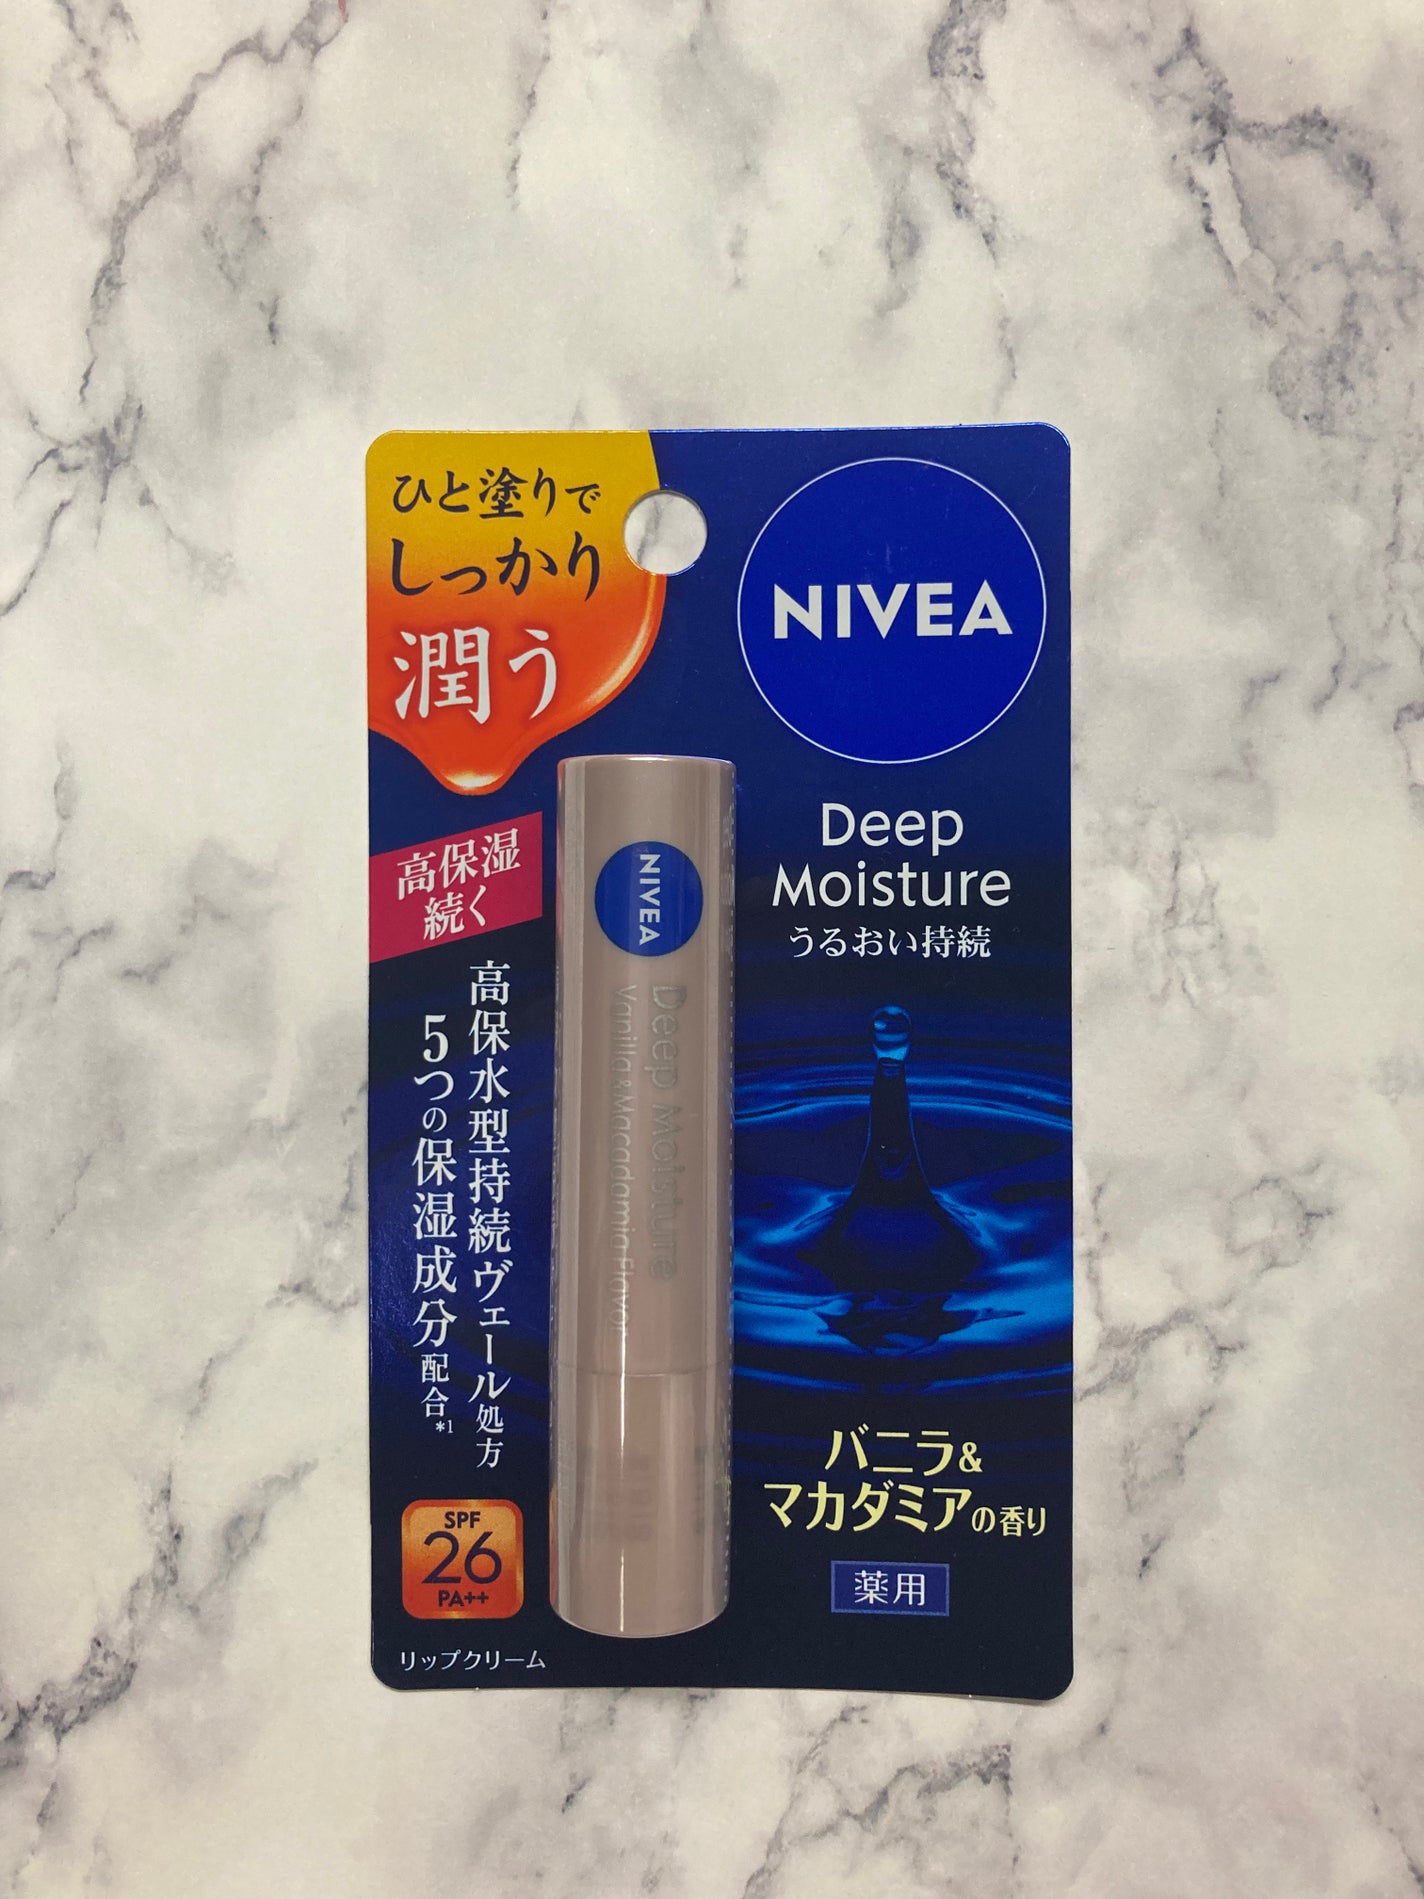 ひと塗りで
しっかり
潤う
NIVEA
Deep
Moisture
うるおい持続
高保湿
続く
高保水型持続ヴェール処方
5つの保湿成分配合*1
NIVEA
Deep Moisture
Vanilla & Macadamia Flavor
バニラ&
マカダミアの香り
薬用
SPF
26
PA++
リップクリーム